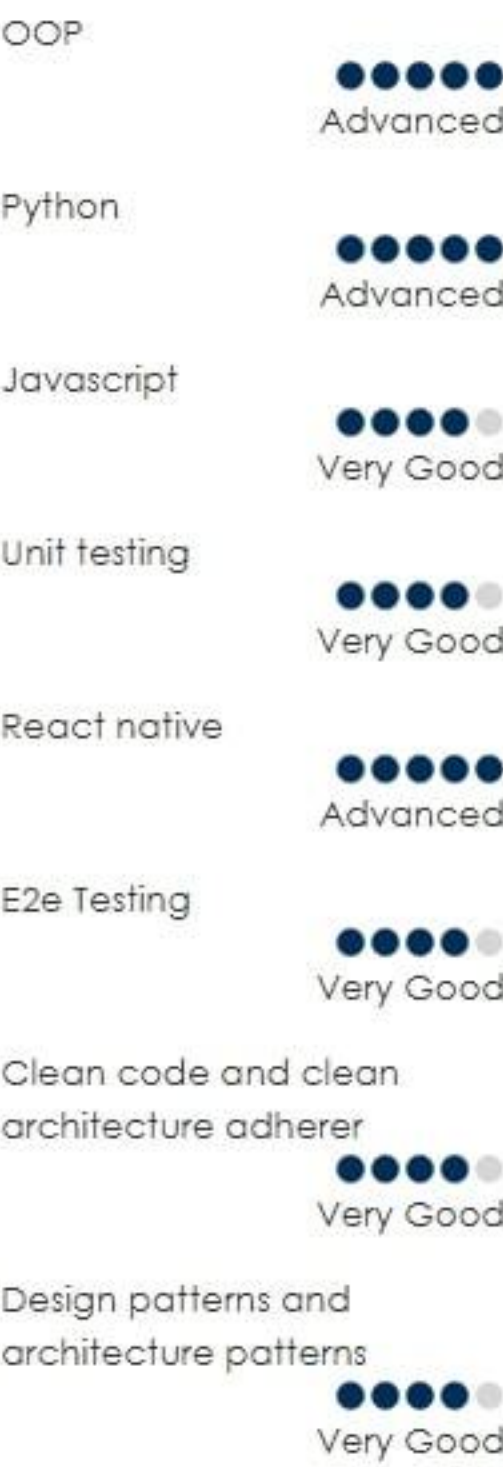 OOP
Advanced
Python
Advanced
Javascript
Very Good
Unit testing
Very Good
React native
Advanced
E2e Testing
Very Good
Clean code and clean
architecture adherer
Very Good
Design patterns and
architecture patterns
Very Good